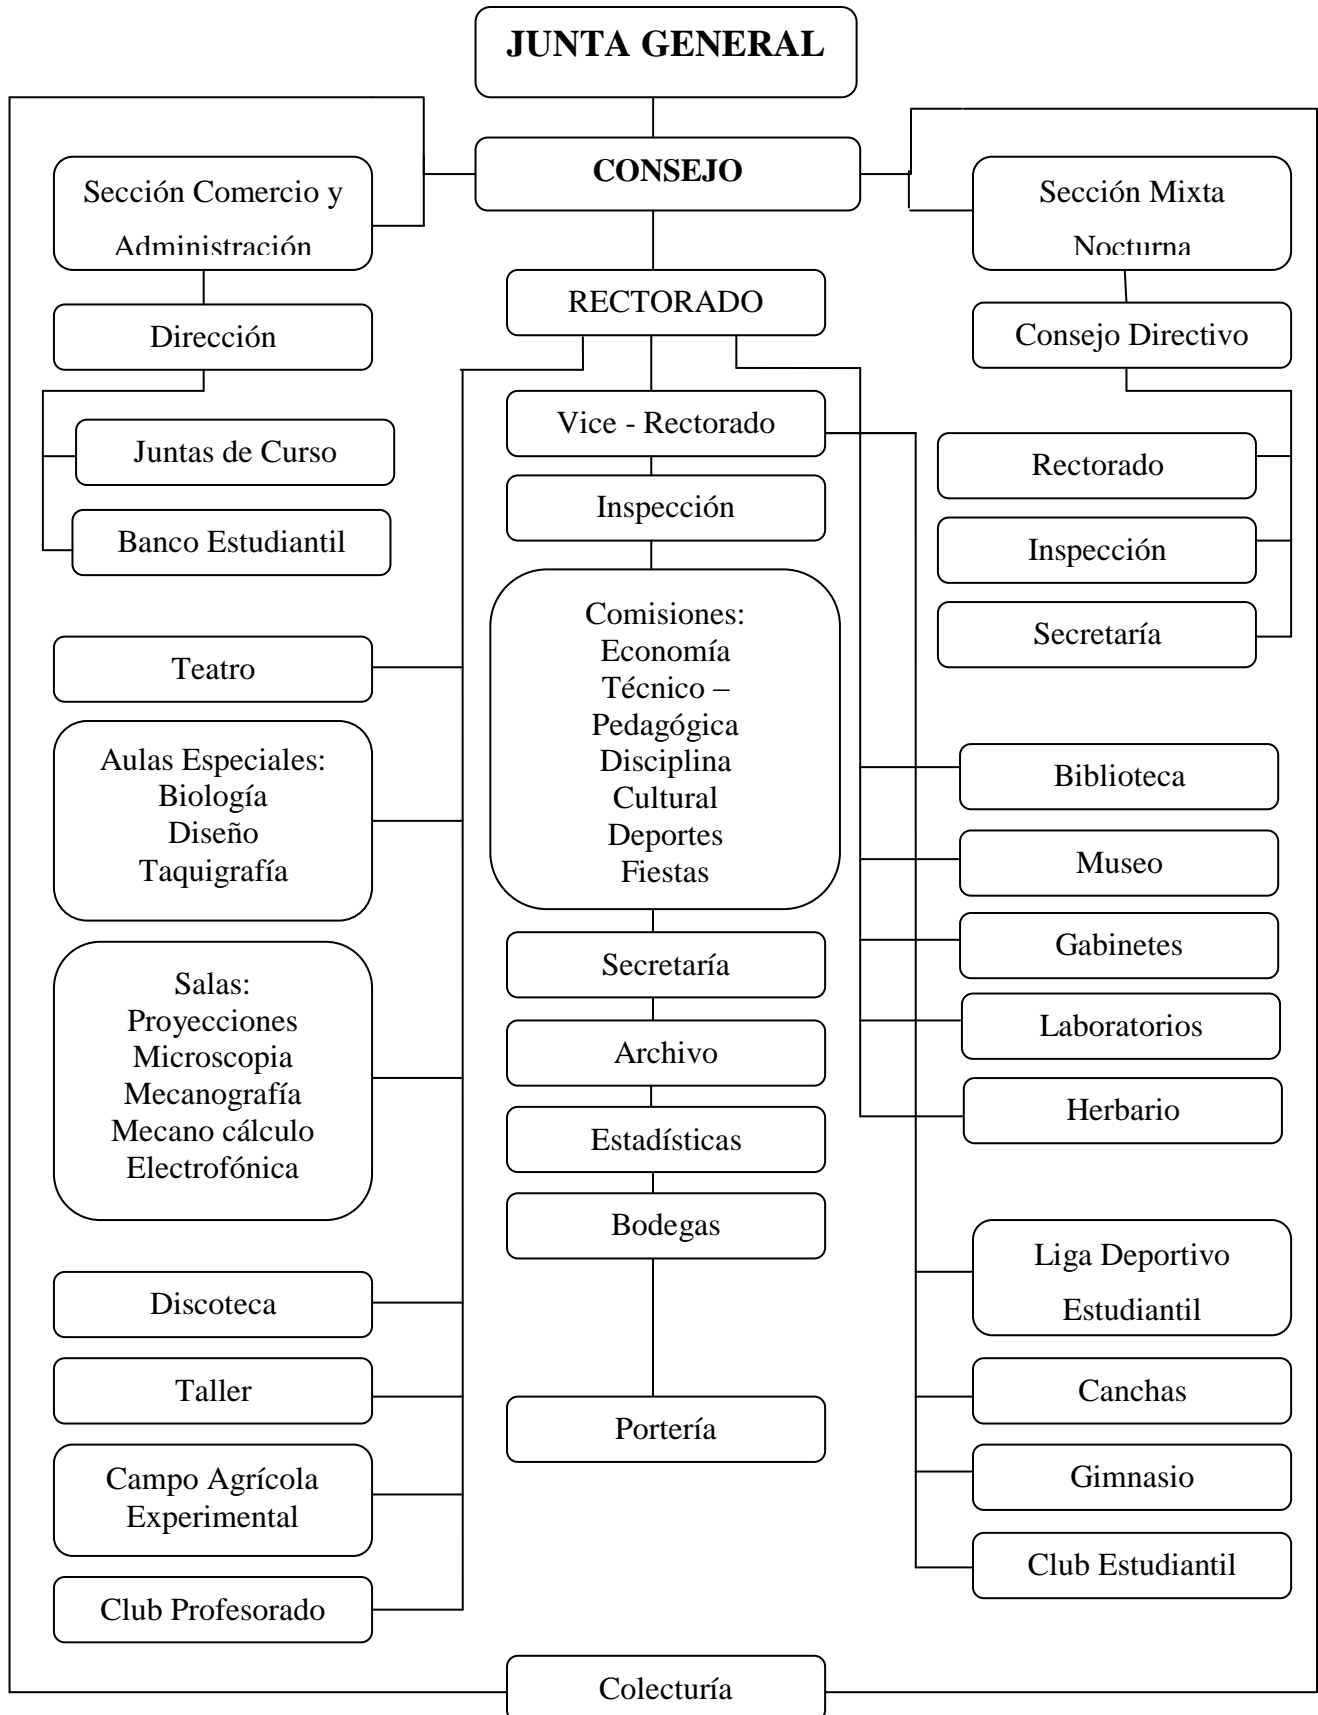 JUNTA GENERAL
CONSEJO
Sección Comercio y
Administración
Sección Mixta
Nocturna
RECTORADO
Dirección
Consejo Directivo
Vice - Rectorado
Juntas de Curso
Rectorado
Inspección
Banco Estudiantil
Inspección
Secretaría
Comisiones:
Economía
Técnico –
Pedagógica
Disciplina
Cultural
Deportes
Fiestas
Teatro
Aulas Especiales:
Biología
Diseño
Taquigrafía
Biblioteca
Museo
Gabinetes
Laboratorios
Herbario
Salas:
Proyecciones
Microscopia
Mecanografía
Mecano cálculo
Electrofónica
Secretaría
Archivo
Estadísticas
Bodegas
Portería
Discoteca
Taller
Campo Agrícola
Experimental
Club Profesorado
Liga Deportivo
Estudiantil
Canchas
Gimnasio
Club Estudiantil
Colecturía